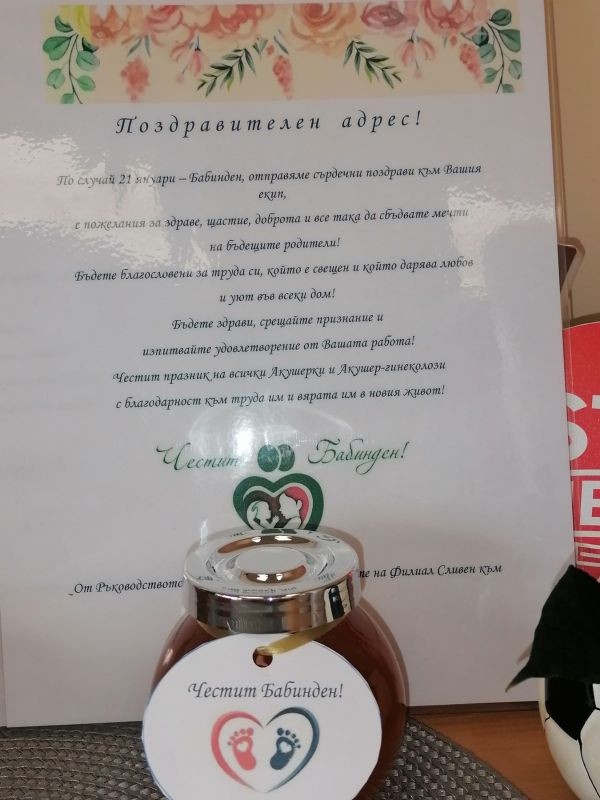 Поздравителен адрес!
По случай 21 януари – Бабинден, отправяме сърдечни поздрави към Вашия
екип,
с пожелания за здраве, щастие, доброта и все така да сбъдвате мечти
на бъдещите родители!
Бъдете благословени за труда си, който е свещен и който дарява любов
и уют във всеки дом!
Бъдете здрави, срещайте признание и
изпитвайте удовлетворение от Вашата работа!
Честит празник на всички Акушерки и Акушер-гинеколози
с благодарност към труда им и вярата им в новия живот!
Честит Бабинден!
„От Ръководството на Филиал Сливен към
Честит Бабинден!